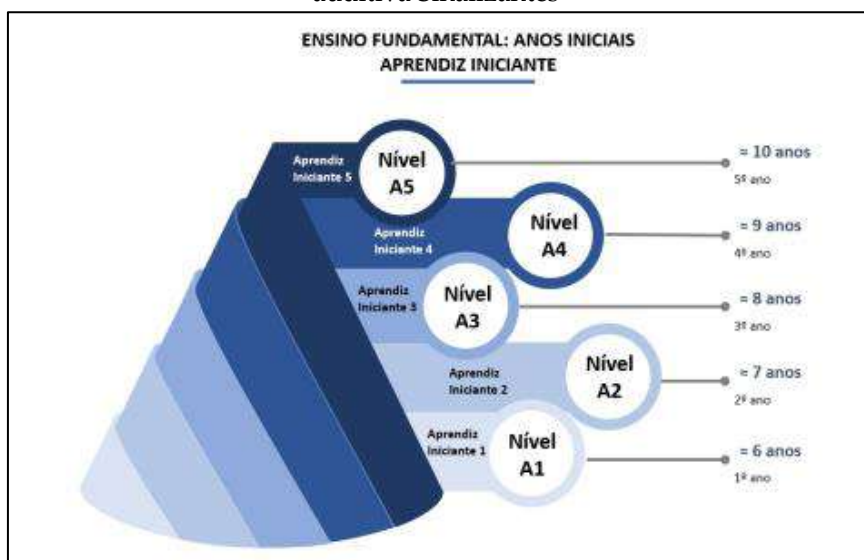 ENSINO FUNDAMENTAL: ANOS INICIAIS
APRENDIZ INICIANTE
Aprendiz
Iniciante 5
Nível
A5
= 10 anos
5º ano
Aprendiz
Iniciante 4
Nível
A4
= 9 anos
4º ano
Aprendiz
Iniciante 3
Nível
A3
= 8 anos
3º ano
Aprendiz
Iniciante 2
Nível
A2
= 7 anos
2º ano
Aprendiz
Iniciante 1
Nível
A1
= 6 anos
1º ano